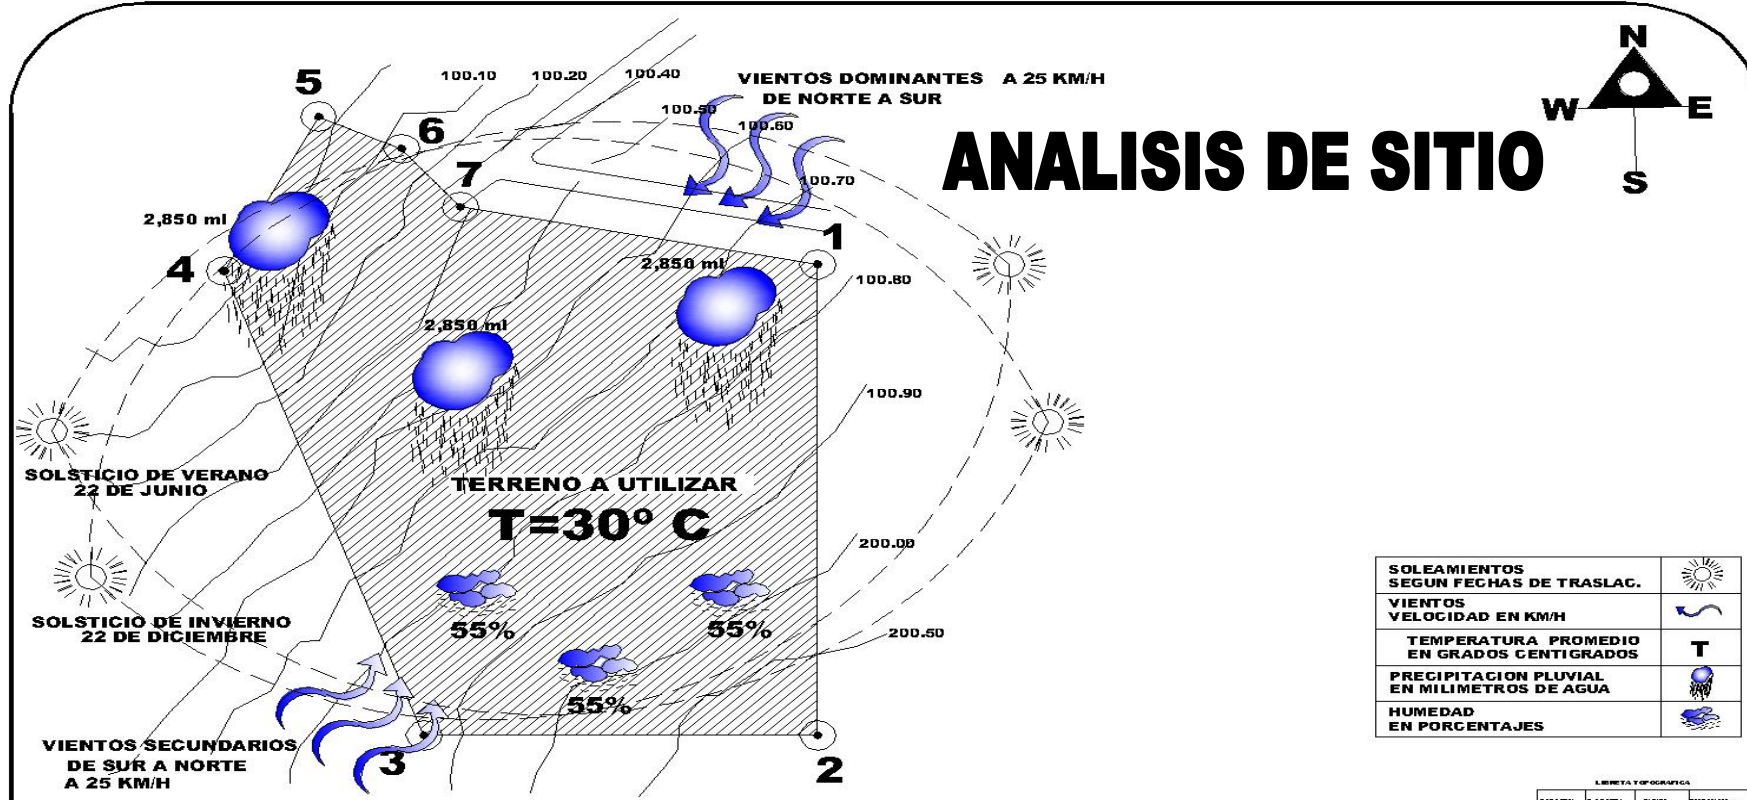 N
W E
S
ANALISIS DE SITIO
VIENTOS DOMINANTES A 25 KM/H
DE NORTE A SUR
100.10
100.20
100.40
100.50
100.60
100.70
5
6
7
4
1
2,850 ml
2,850 ml
2,850 ml
100.80
100.90
200.00
200.50
SOLSTICIO DE VERANO
22 DE JUNIO
TERRENO A UTILIZAR
T=30º C
55%
55%
55%
SOLSTICIO DE INVIERNO
22 DE DICIEMBRE
VIENTOS SECUNDARIOS
DE SUR A NORTE
A 25 KM/H
3
2
SOLEAMIENTOS
SEGUN FECHAS DE TRASLAC.
VIENTOS
VELOCIDAD EN KM/H
TEMPERATURA PROMEDIO
EN GRADOS CENTIGRADOS
T
PRECIPITACION PLUVIAL
EN MILIMETROS DE AGUA
HUMEDAD
EN PORCENTAJES
LIBRETA TOPOGRAFICA